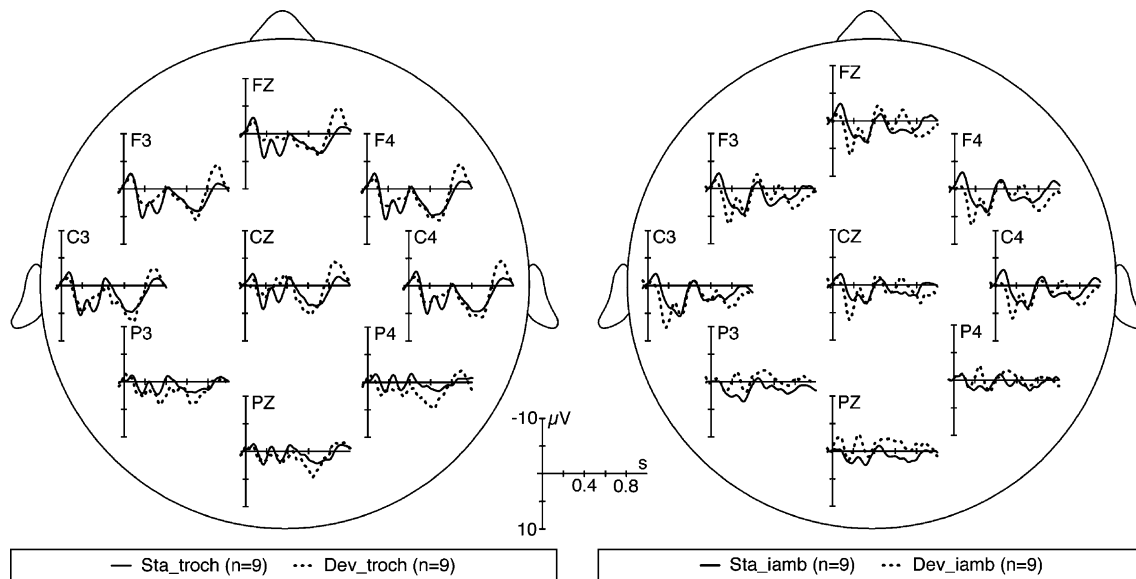 FZ
F3
F4
C3
CZ
C4
P3
P4
PZ
FZ
F3
F4
C3
CZ
C4
P3
P4
PZ
-10 µV
s
0.4 0.8
10
Sta_troch (n=9) Dev_troch (n=9)
Sta_iamb (n=9) Dev_iamb (n=9)